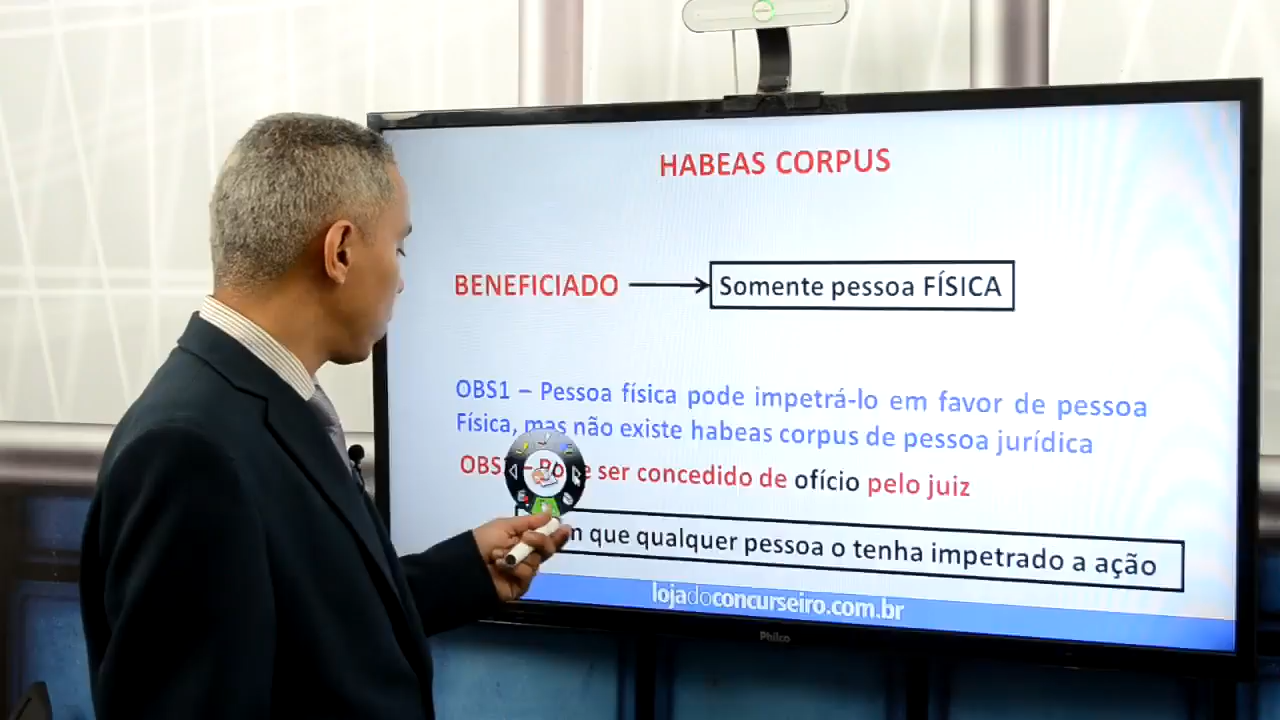 HABEAS CORPUS
BENEFICIADO
Somente pessoa FÍSICA
OBS1 – Pessoa física pode impetrá-lo em favor de pessoa
Física, mas não existe habeas corpus de pessoa jurídica
ser concedido de ofício pelo juiz
que qualquer pessoa o tenha impetrado a ação
lojadoconcurseiro.com.br
Philco